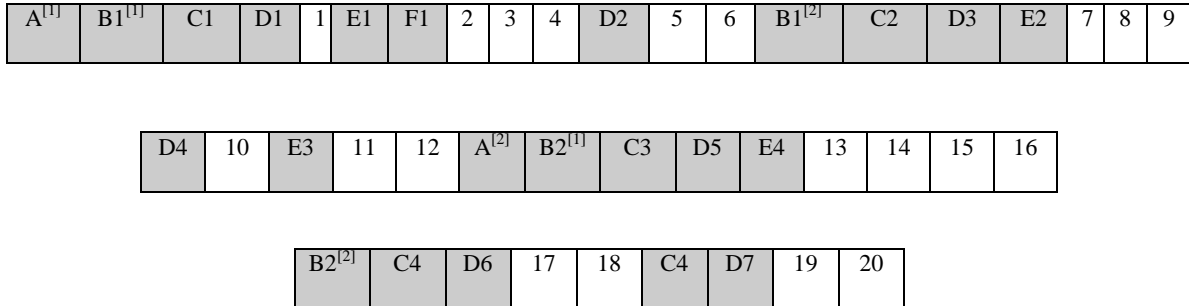 A[1] B1[1] C1 D1 1 E1 F1 2 3 4 D2 5 6 B1[2] C2 D3 E2 7 8 9
D4 10 E3 11 12 A[2] B2[1] C3 D5 E4 13 14 15 16
B2[2] C4 D6 17 18 C4 D7 19 20